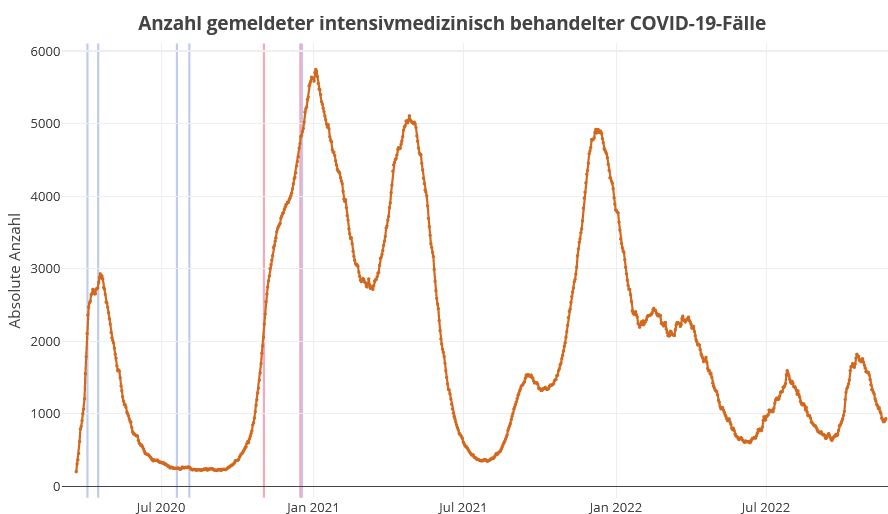 Anzahl gemeldeter intensivmedizinisch behandelter COVID-19-Fälle
Absolute Anzahl
6000
5000
4000
3000
2000
1000
0
Jul 2020
Jan 2021
Jul 2021
Jan 2022
Jul 2022